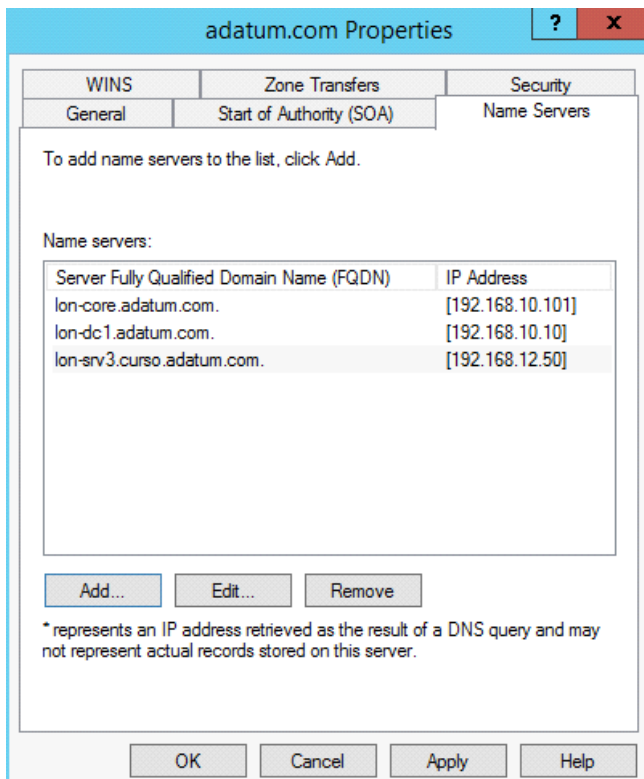 adatum.com Properties
?
x
WINS Zone Transfers Security
General Start of Authority (SOA) Name Servers
To add name servers to the list, click Add.
Name servers:
Server Fully Qualified Domain Name (FQDN) IP Address
lon-core.adatum.com. [192.168.10.101]
lon-dc1.adatum.com. [192.168.10.10]
lon-srv3.curso.adatum.com. [192.168.12.50]
Add... Edit... Remove
* represents an IP address retrieved as the result of a DNS query and may
not represent actual records stored on this server.
OK Cancel Apply Help